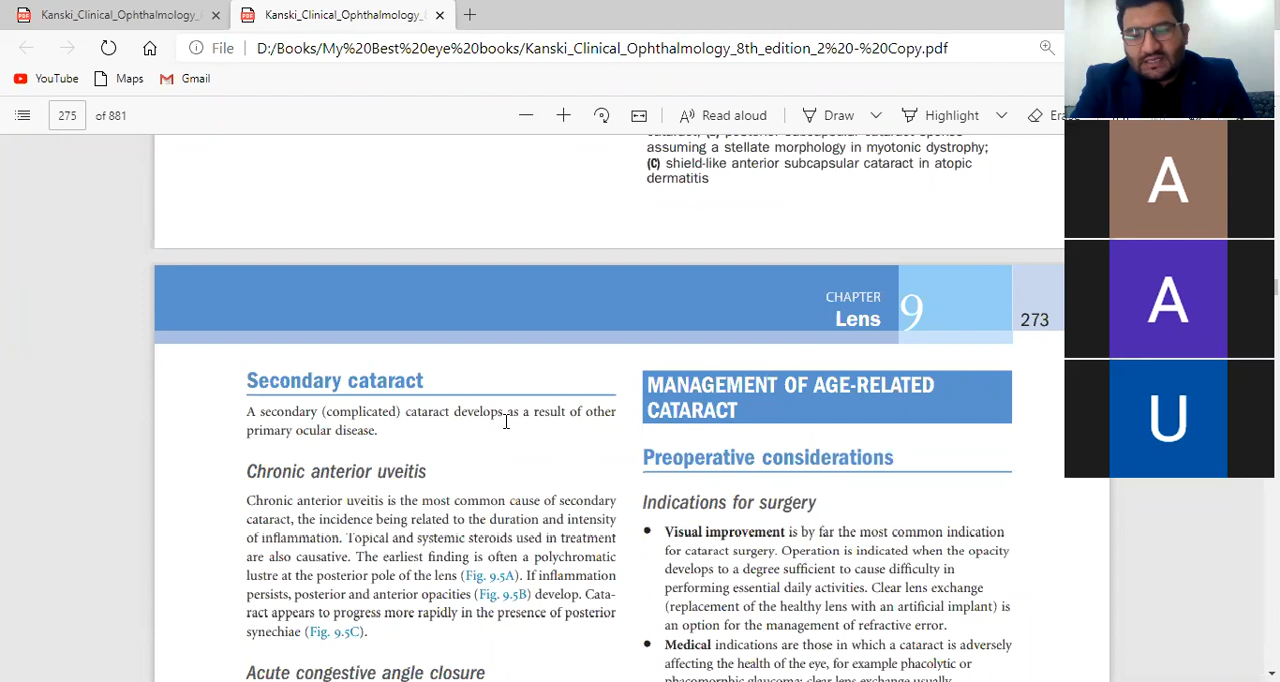 Kanski_Clinical_Ophthalmology_
Kanski_Clinical_Ophthalmology_
File D:/Books/My%20Best%20eye%20books/Kanski_Clinical_Ophthalmology_8th_edition_2%20-%20Copy.pdf
YouTube Maps Gmail
275 of 881 Read aloud Draw Highlight
assuming a stellate morphology in myotonic dystrophy;
(C) shield-like anterior subcapsular cataract in atopic
dermatitis
CHAPTER
Lens 9 273
Secondary cataract
A secondary (complicated) cataract develops as a result of other
primary ocular disease.
Chronic anterior uveitis
Chronic anterior uveitis is the most common cause of secondary
cataract, the incidence being related to the duration and intensity
of inflammation. Topical and systemic steroids used in treatment
are also causative. The earliest finding is often a polychromatic
lustre at the posterior pole of the lens (Fig. 9.5A). If inflammation
persists, posterior and anterior opacities (Fig. 9.5B) develop. Cata-
ract appears to progress more rapidly in the presence of posterior
synechiae (Fig. 9.5C).
Acute congestive angle closure
MANAGEMENT OF AGE-RELATED
CATARACT
Preoperative considerations
Indications for surgery
• Visual improvement is by far the most common indication
for cataract surgery. Operation is indicated when the opacity
develops to a degree sufficient to cause difficulty in
performing essential daily activities. Clear lens exchange
(replacement of the healthy lens with an artificial implant) is
an option for the management of refractive error.
• Medical indications are those in which a cataract is adversely
affecting the health of the eye, for example phacolytic or
phacomorphic glaucoma; clear lens exchange usually
A
A
U